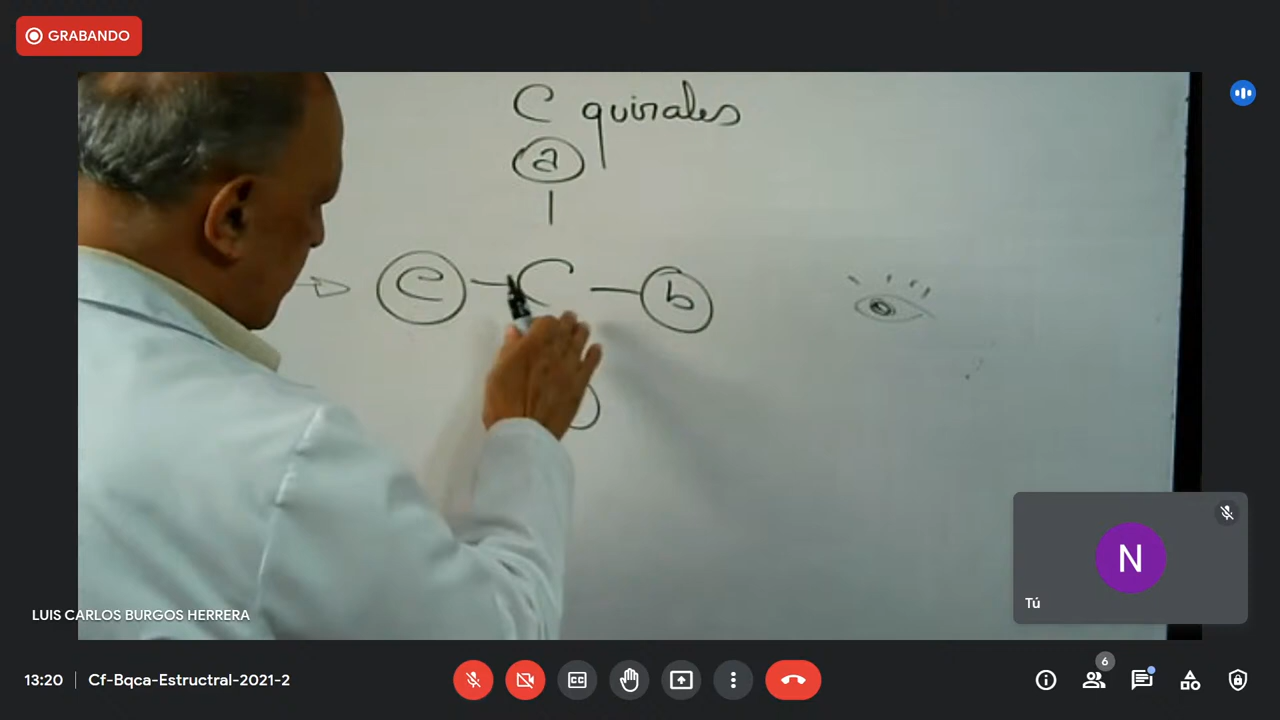 GRABANDO
C quirales
a
C C b
N
Tú
LUIS CARLOS BURGOS HERRERA
6
13:20 Cf-Bqca-Estructral-2021-2